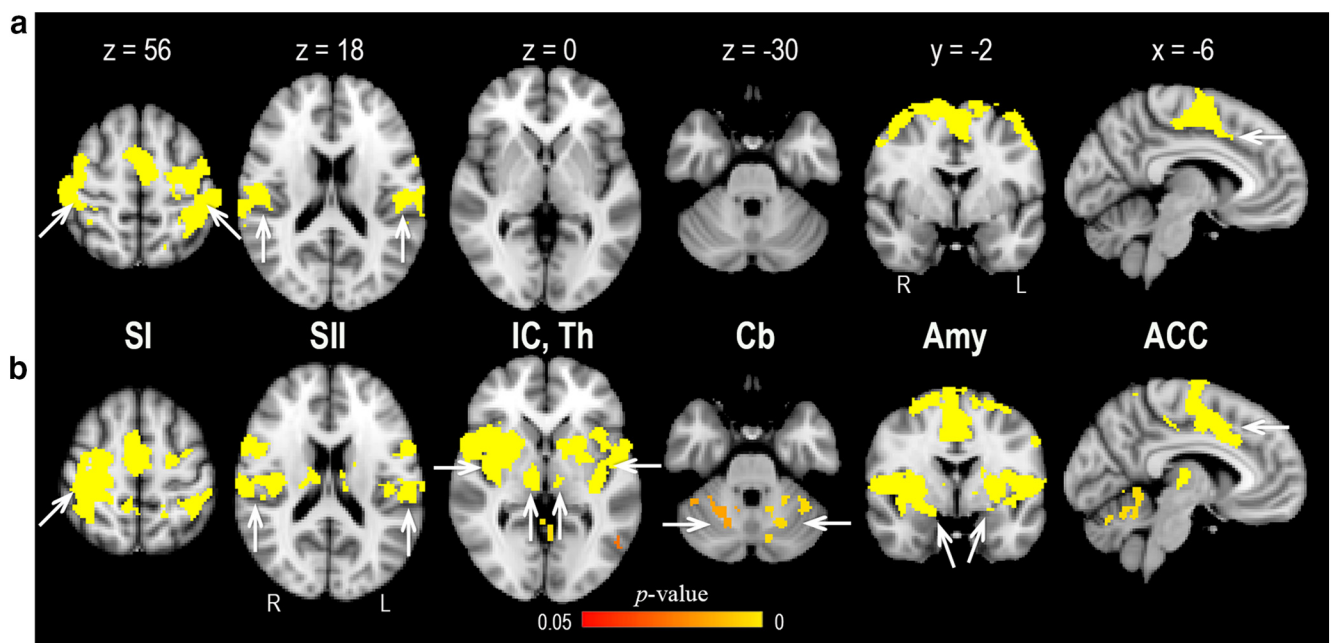 a
z = 56 z = 18 z = 0 z = -30 y = -2 x = -6
R L
SI SII IC, Th Cb Amy ACC
b
R L
p-value
0.05 0